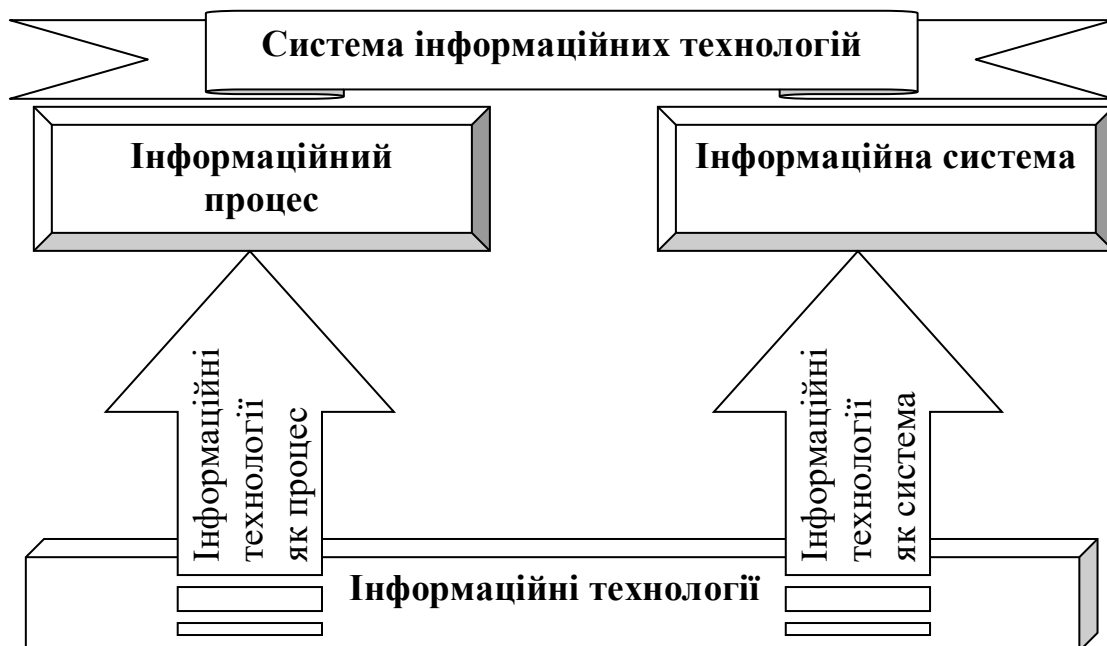 Система інформаційних технологій
Інформаційний
процес
Інформаційна система
Інформаційні
технології
як процес
Інформаційні
технології
як система
Інформаційні технології